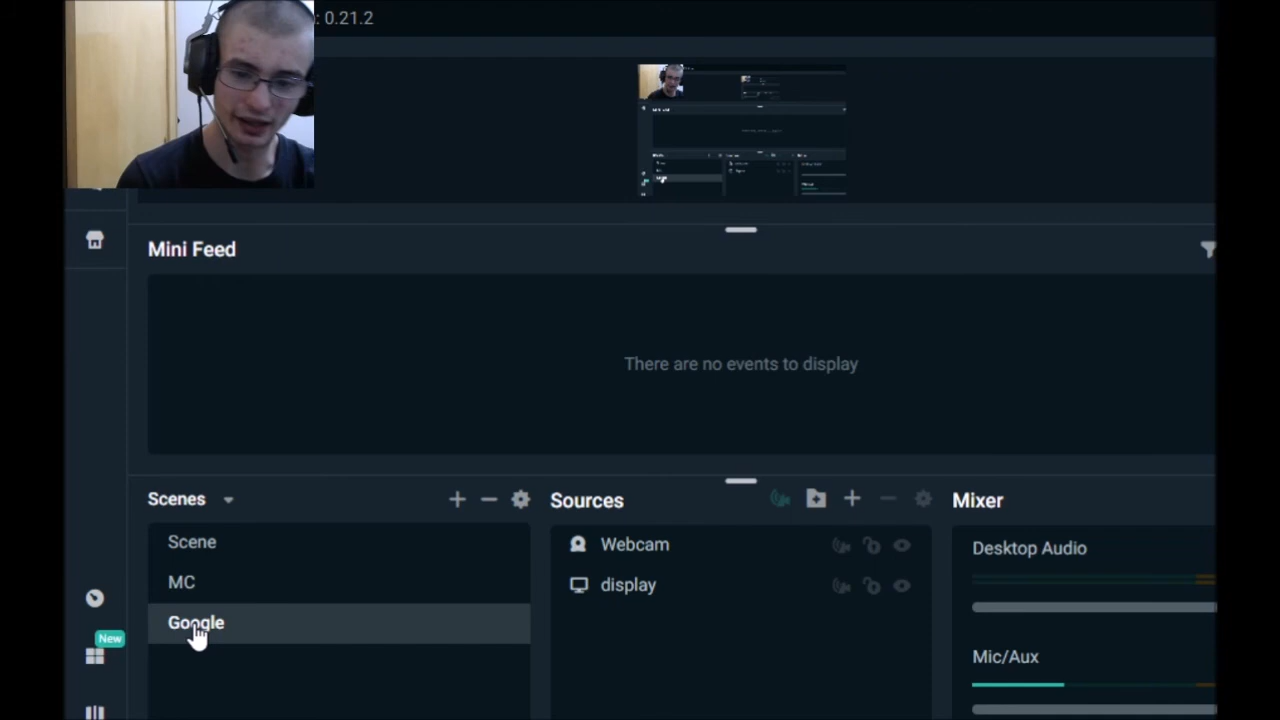 : 0.21.2
Mini Feed
There are no events to display
Scenes
Sources
Mixer
Scene
MC
Google
Webcam
display
Desktop Audio
Mic/Aux
New